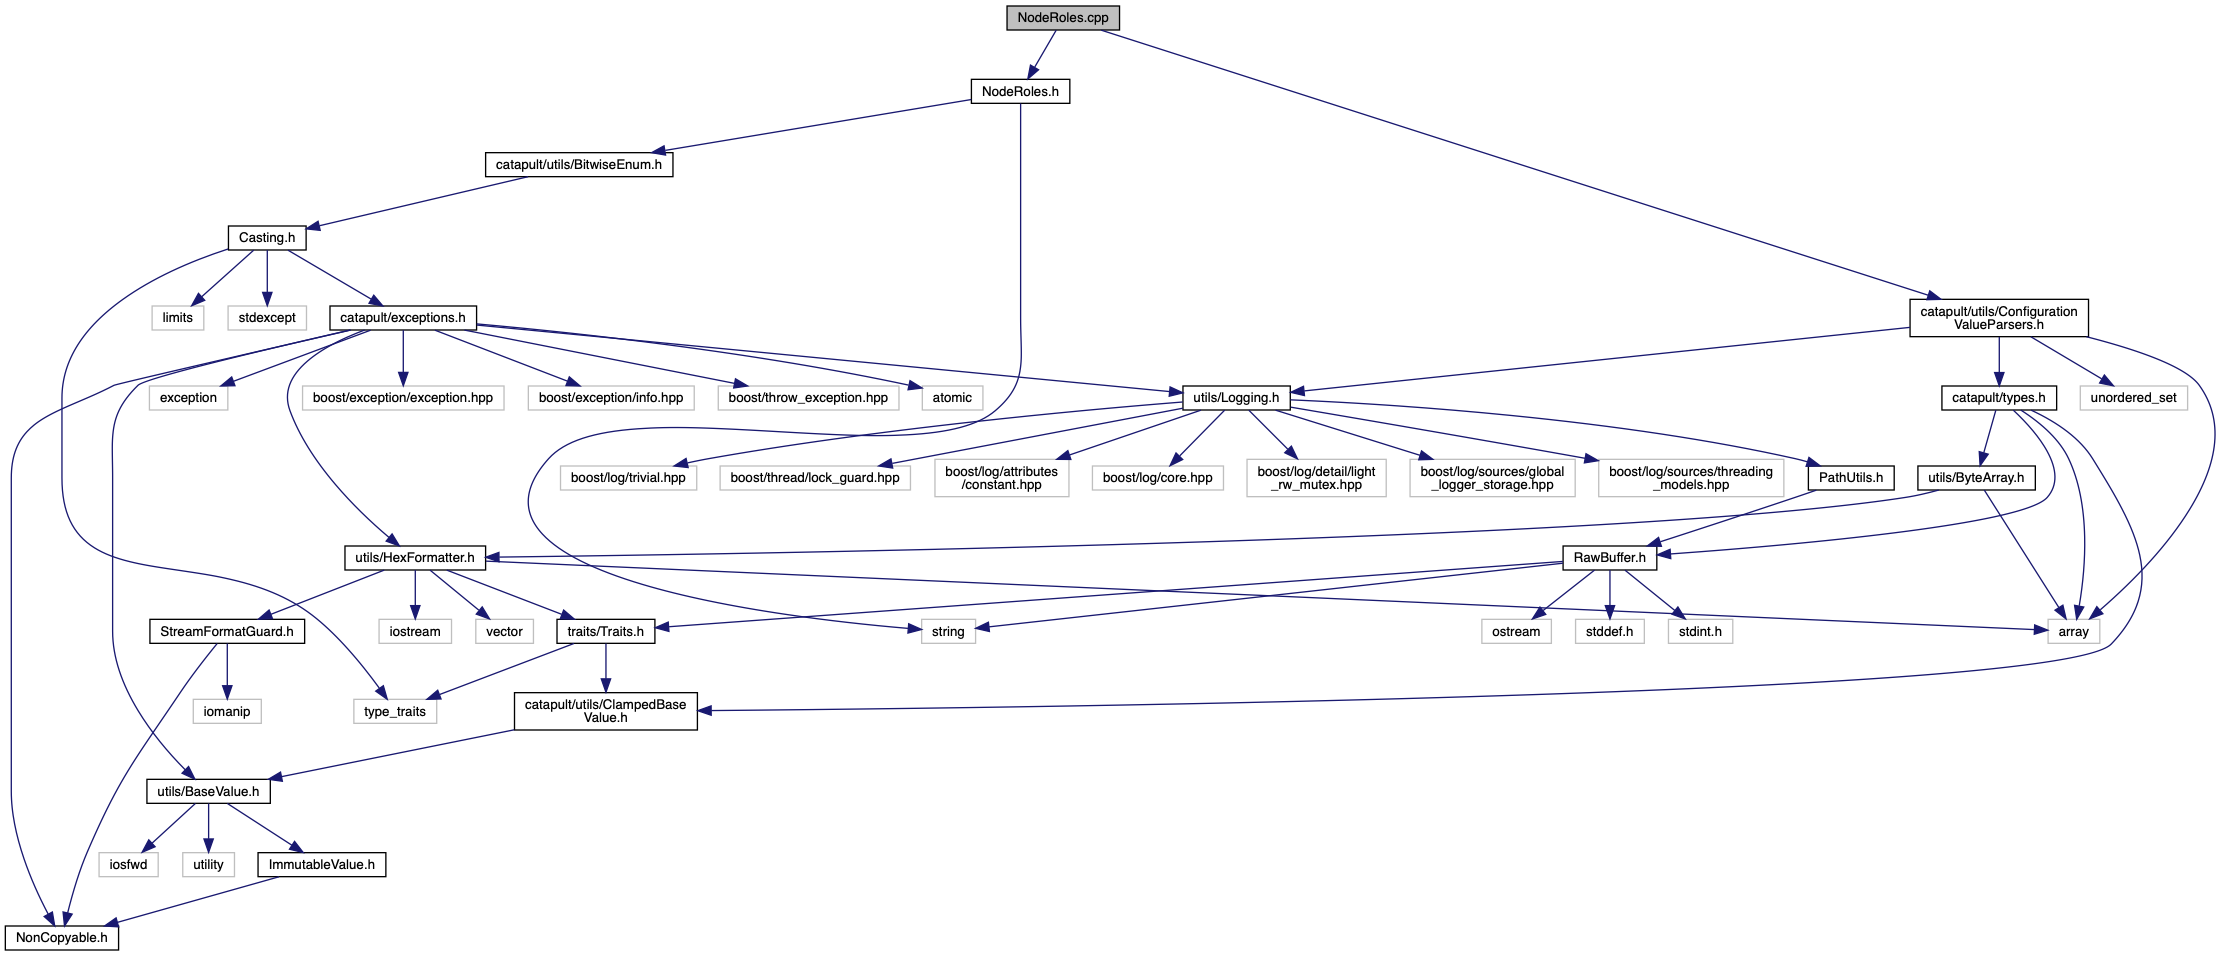 NodeRoles.cpp
NodeRoles.h
catapult/utils/BitwiseEnum.h
Casting.h
limits
stdexcept
catapult/exceptions.h
catapult/utils/Configuration
ValueParsers.h
exception
boost/exception/exception.hpp
boost/exception/info.hpp
boost/throw_exception.hpp
atomic
utils/Logging.h
catapult/types.h
unordered_set
boost/log/trivial.hpp
boost/thread/lock_guard.hpp
boost/log/attributes
/constant.hpp
boost/log/core.hpp
boost/log/detail/light
_rw_mutex.hpp
boost/log/sources/global
_logger_storage.hpp
boost/log/sources/threading
_models.hpp
PathUtils.h
utils/ByteArray.h
utils/HexFormatter.h
RawBuffer.h
StreamFormatGuard.h
iostream
vector
traits/Traits.h
string
ostream
stddef.h
stdint.h
array
iomanip
type_traits
catapult/utils/ClampedBase
Value.h
utils/BaseValue.h
iosfwd
utility
ImmutableValue.h
NonCopyable.h